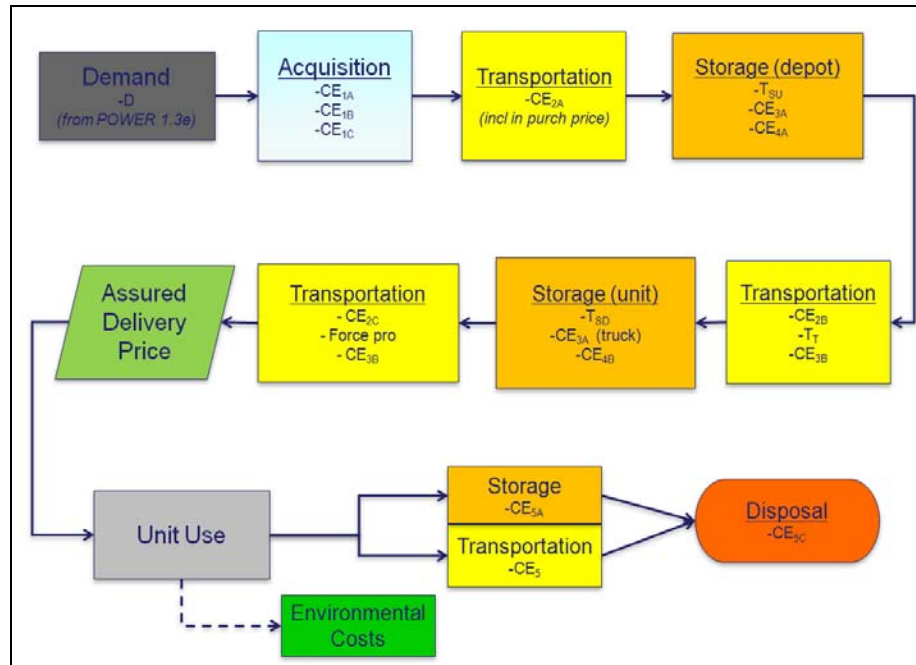 Demand
-D
(from POWER 1.3e)
Acquisition
-CE1A
-CE1B
-CE1C
Transportation
-CE2A
(incl in purch price)
Storage (depot)
-TSU
-CE3A
-CE4A
Assured
Delivery
Price
Transportation
- CE2C
- Force pro
- CE3B
Storage (unit)
-TSD
-CE3A (truck)
-CE4B
Transportation
-CE2B
-TT
-CE3B
Unit Use
Storage
-CE5A
Transportation
-CE5
Disposal
-CE5C
Environmental
Costs